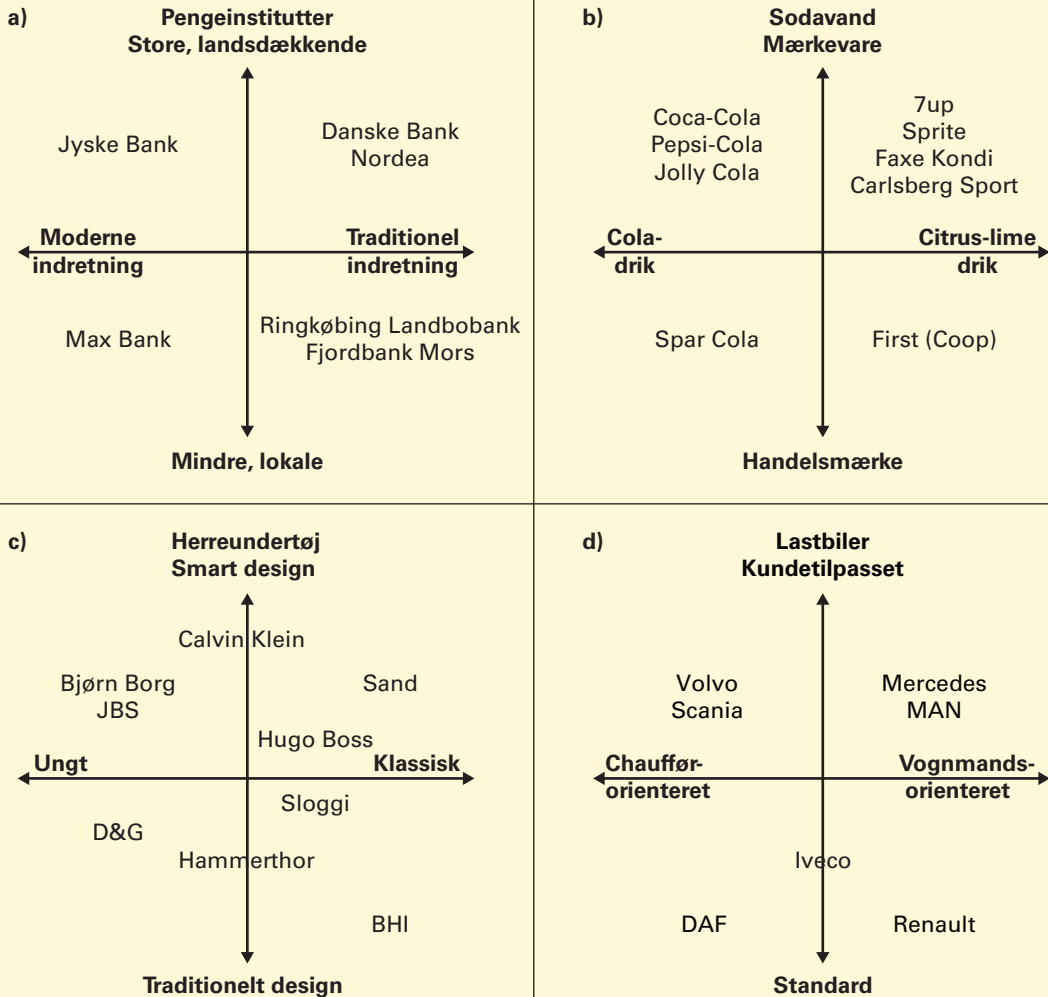 a)
Pengeinstitutter
Store, landsdækkende
Jyske Bank
Danske Bank
Nordea
Moderne
indretning
Traditionel
indretning
Max Bank
Ringkøbing Landbobank
Fjordbank Mors
Mindre, lokale
b)
Sodavand
Mærkevare
Coca-Cola
Pepsi-Cola
Jolly Cola
7up
Sprite
Faxe Kondi
Carlsberg Sport
Cola-
drik
Citrus-lime
drik
Spar Cola
First (Coop)
Handelsmærke
c)
Herreundertøj
Smart design
Calvin Klein
Bjørn Borg
JBS
Sand
Hugo Boss
Ungt
Klassisk
Sloggi
D&G
Hammerthor
BHI
Traditionelt design
d)
Lastbiler
Kundetilpasset
Volvo
Scania
Mercedes
MAN
Chauffør-
orienteret
Vognmands-
orienteret
Iveco
DAF
Renault
Standard